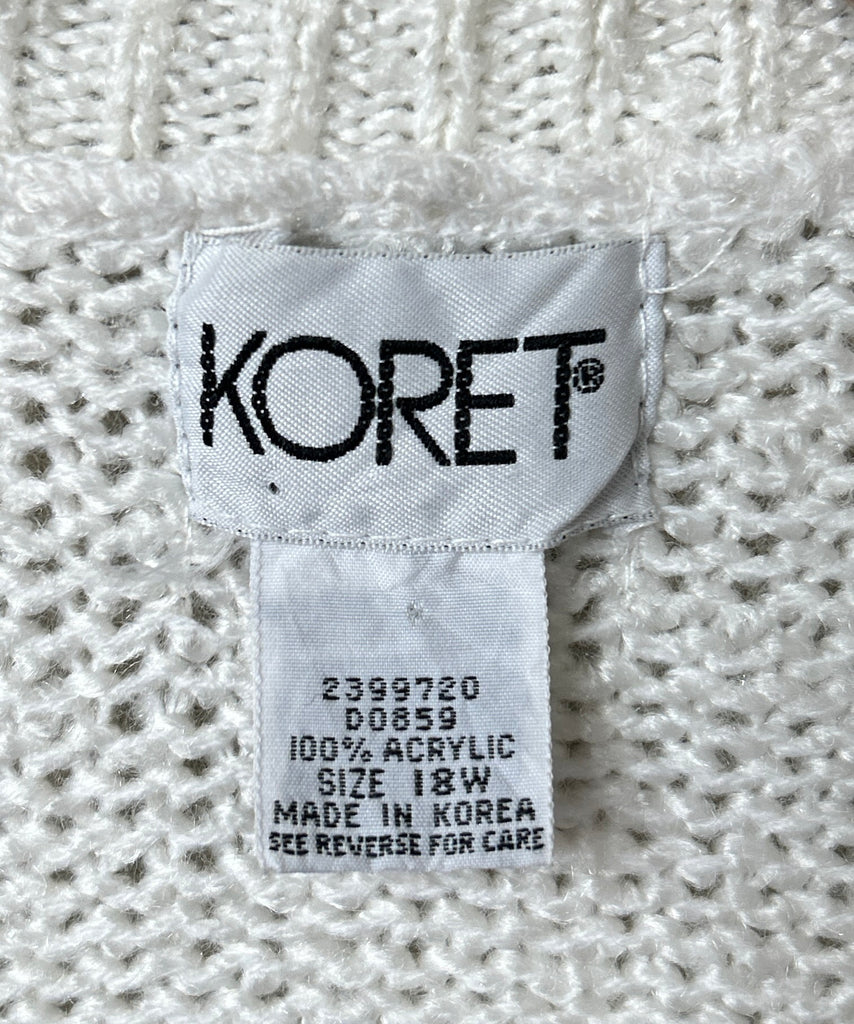 KORET®
2399720
D0859
100% ACRYLIC
SIZE 18W
MADE IN KOREA
SEE REVERSE FOR CARE